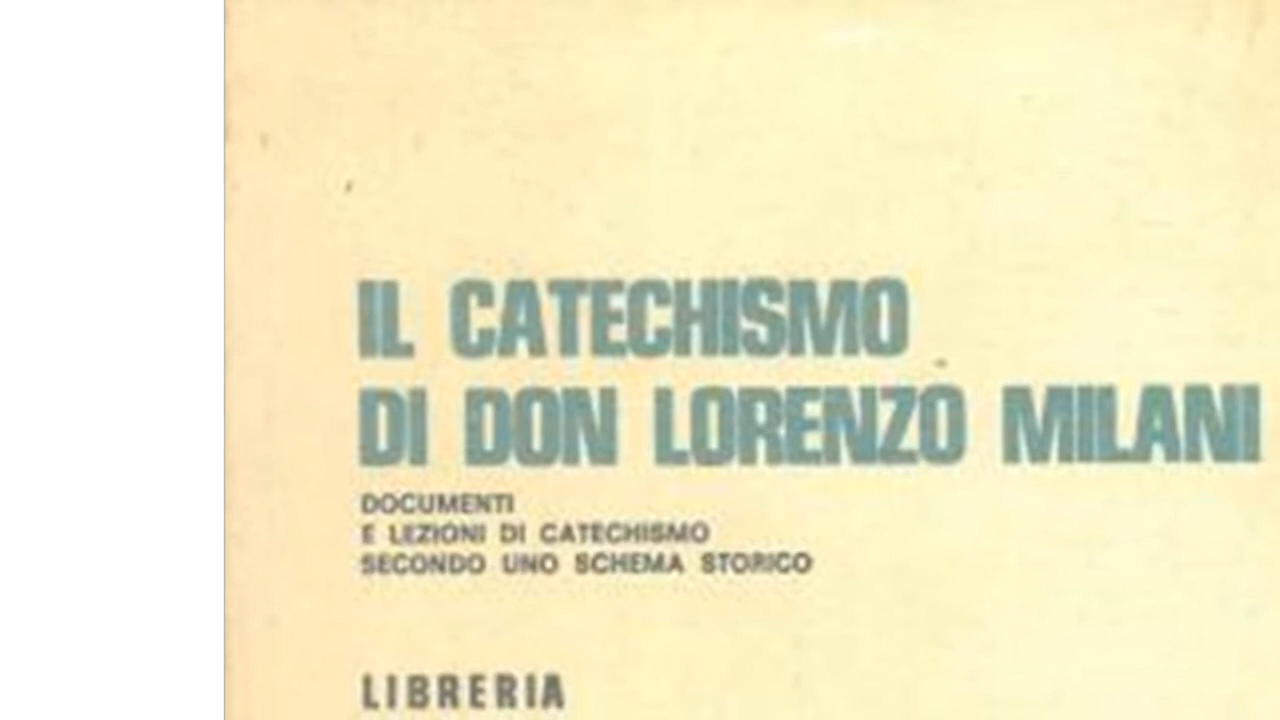 IL CATECHISMO
DI DON LORENZO MILANI
DOCUMENTI
E LEZIONI DI CATECHISMO
SECONDO UNO SCHEMA STORICO
LIBRERIA